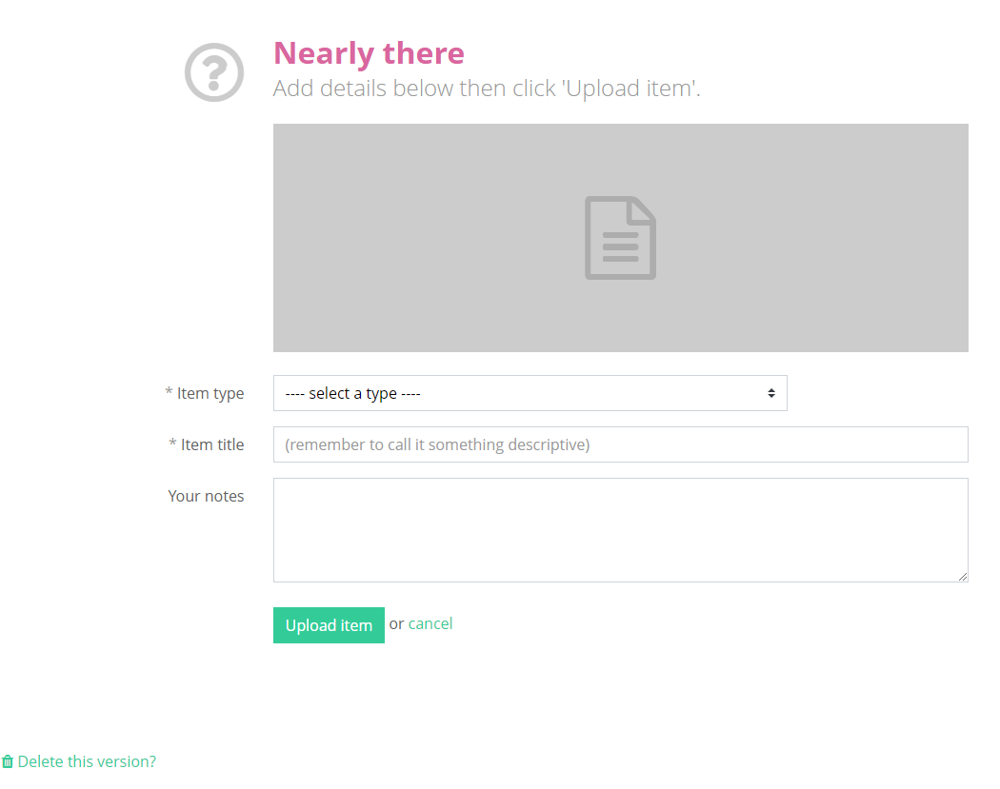 Nearly there
Add details below then click 'Upload item'.
* Item type
---- select a type ----
* Item title
(remember to call it something descriptive)
Your notes
Upload item or cancel
Delete this version?